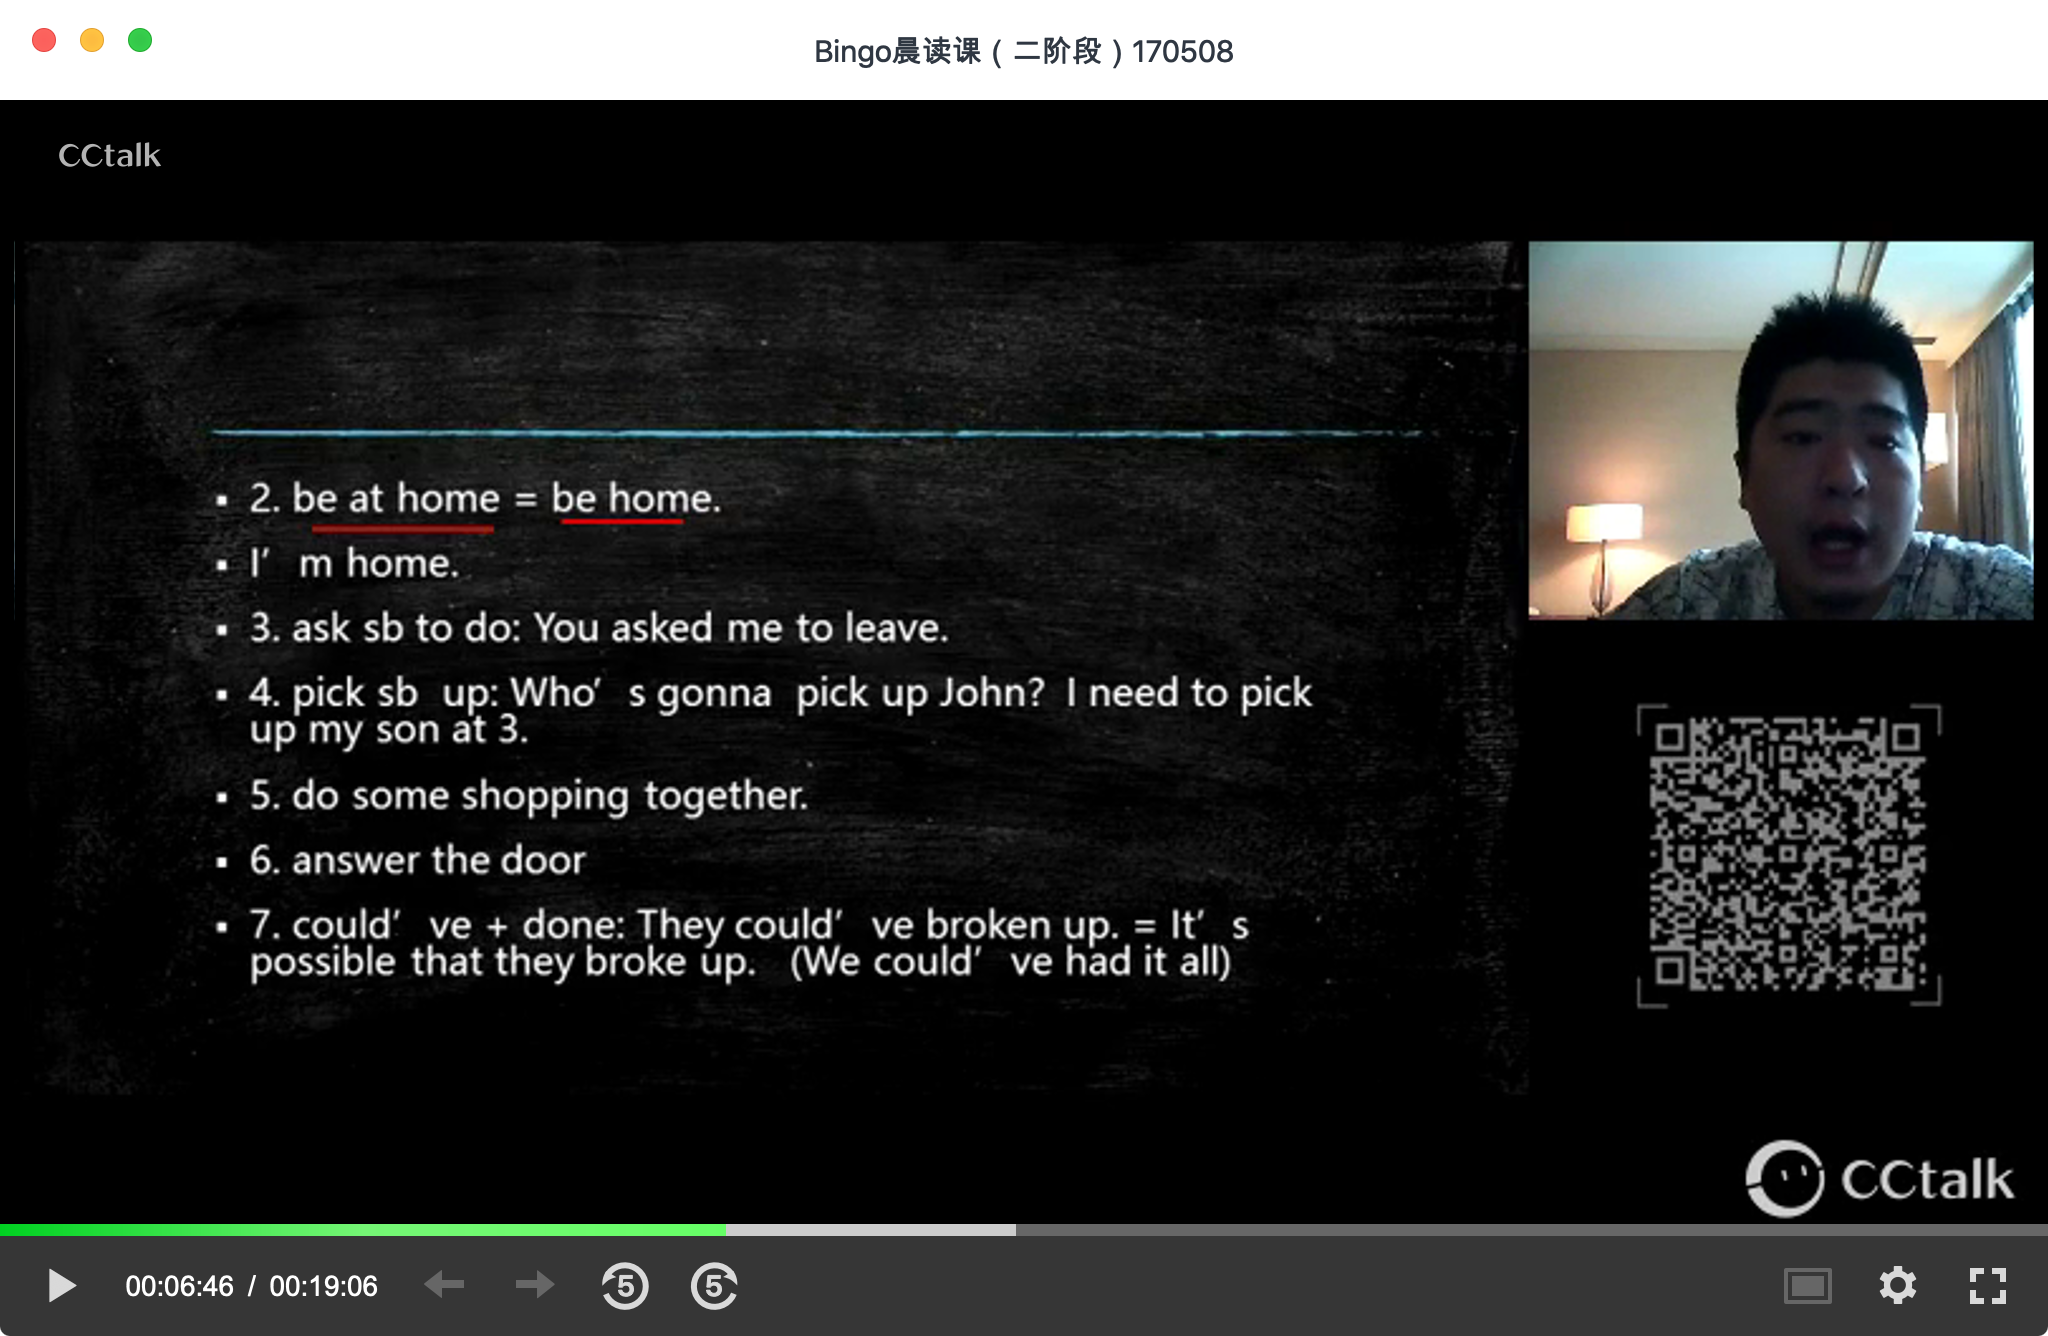 Bingo晨读课（二阶段）170508
CCtalk
▪ 2. be at home = be home.
▪ I’ m home.
▪ 3. ask sb to do: You asked me to leave.
▪ 4. pick sb up: Who’ s gonna pick up John? I need to pick
up my son at 3.
▪ 5. do some shopping together.
▪ 6. answer the door
▪ 7. could’ ve + done: They could’ ve broken up. = It’ s
possible that they broke up. (We could’ ve had it all)
CCtalk
00:06:46 / 00:19:06
5
5